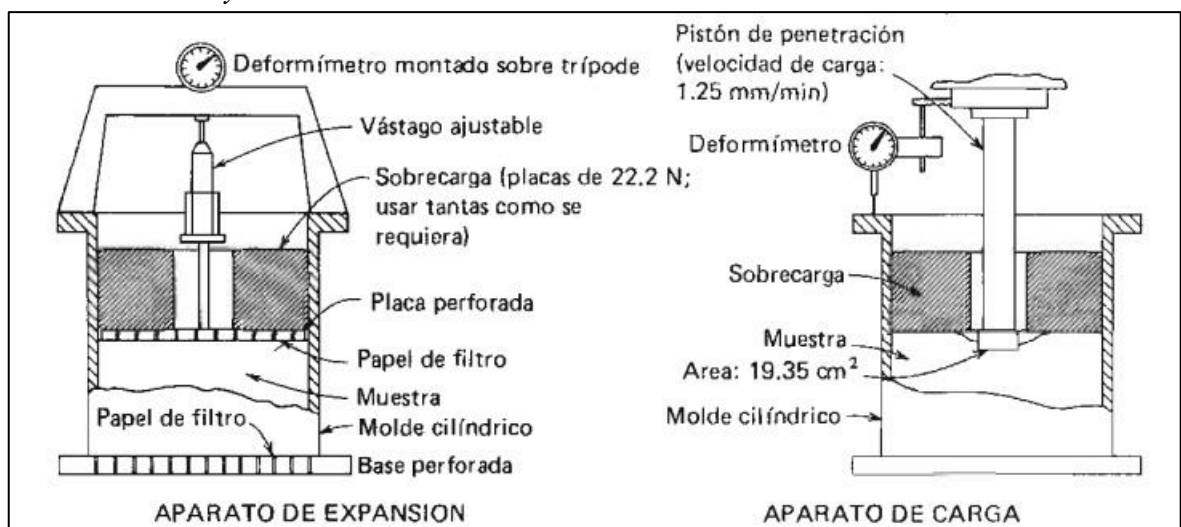 Deformímetro montado sobre trípode
Vástago ajustable
Sobrecarga (placas de 22.2 N;
usar tantas como se
requiera)
Placa perforada
Papel de filtro
Muestra
Papel de filtro
Molde cilíndrico
Base perforada
APARATO DE EXPANSION
Pistón de penetración
(velocidad de carga:
1.25 mm/min)
Deformímetro
Sobrecarga
Muestra
Area: 19.35 cm²
Molde cilíndrico
APARATO DE CARGA